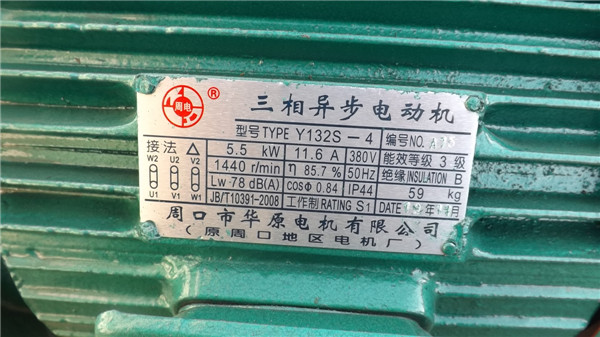 周电 ®
三相异步电动机
型号 TYPE Y132S-4 编号 NO.
接法 △ 5.5 kW 11.6 A 380V 能效等级 3 级
W2 U2 V2 1440 r/min η 85.7% 50Hz 绝缘 INSULATION B
Lw 78 dB(A) cosΦ 0.84 IP44 59 kg
U1 V1 W1 JB/T10391-2008 工作制 RATING S1 DATE 年 月
周口市华原电机有限公司
(原周口地区电机厂)